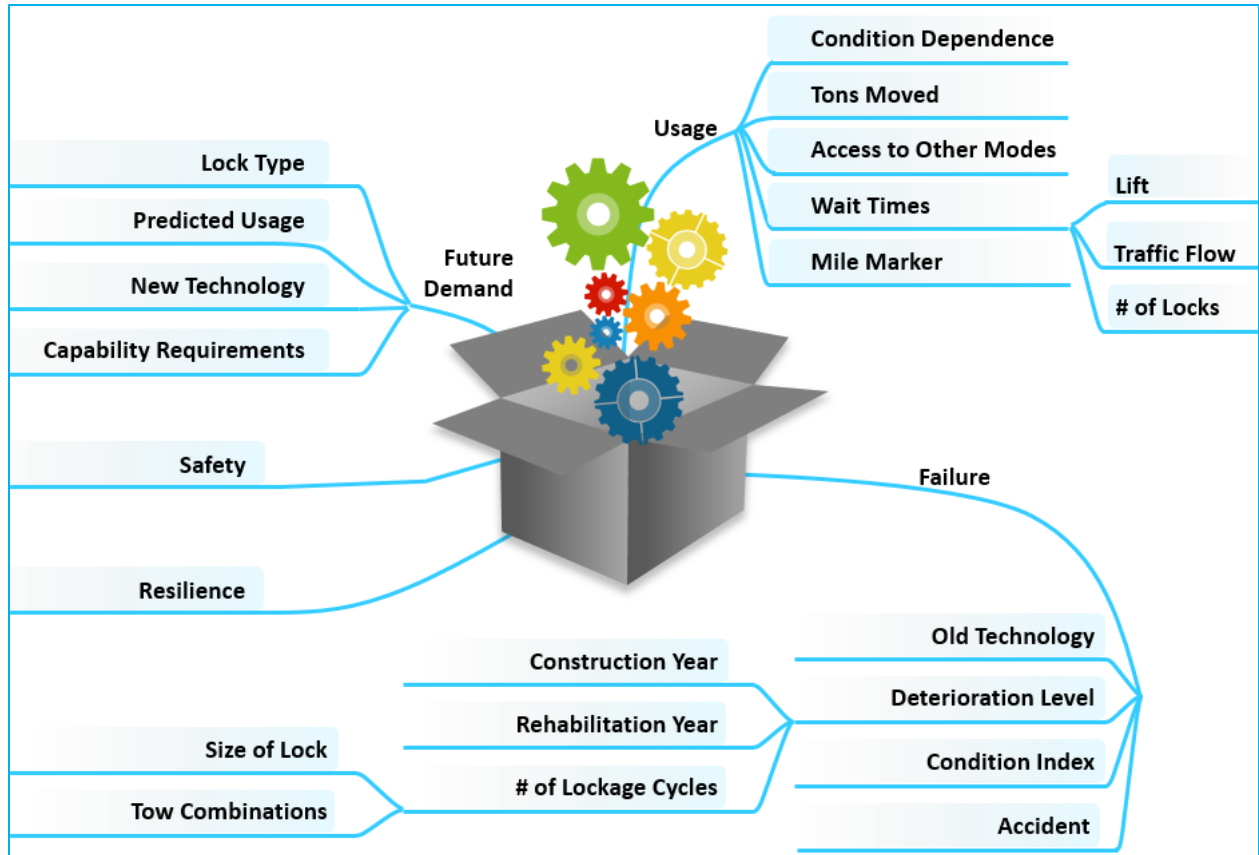 Condition Dependence
Tons Moved
Usage
Access to Other Modes
Lock Type
Lift
Predicted Usage
Wait Times
Future
Demand
Traffic Flow
Mile Marker
New Technology
# of Locks
Capability Requirements
Safety
Failure
Resilience
Old Technology
Construction Year
Deterioration Level
Rehabilitation Year
Size of Lock
Condition Index
# of Lockage Cycles
Tow Combinations
Accident